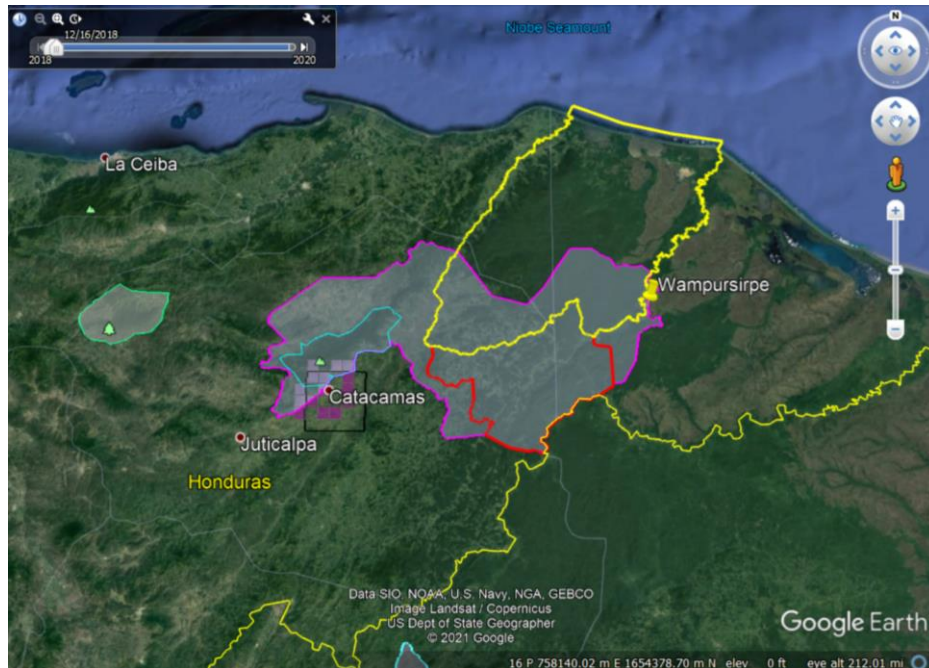 12/16/2018
2018
2020
Niobe Seamount
N
La Ceiba
Wampursirpe
Catacamas
Juticalpa
Honduras
Data SIO, NOAA, U.S. Navy, NGA, GEBCO
Image Landsat / Copernicus
US Dept of State Geographer
© 2021 Google
Google Earth
16 P 758140.02 m E 1654378.70 m N elev 0 ft eye alt 212.01 mi